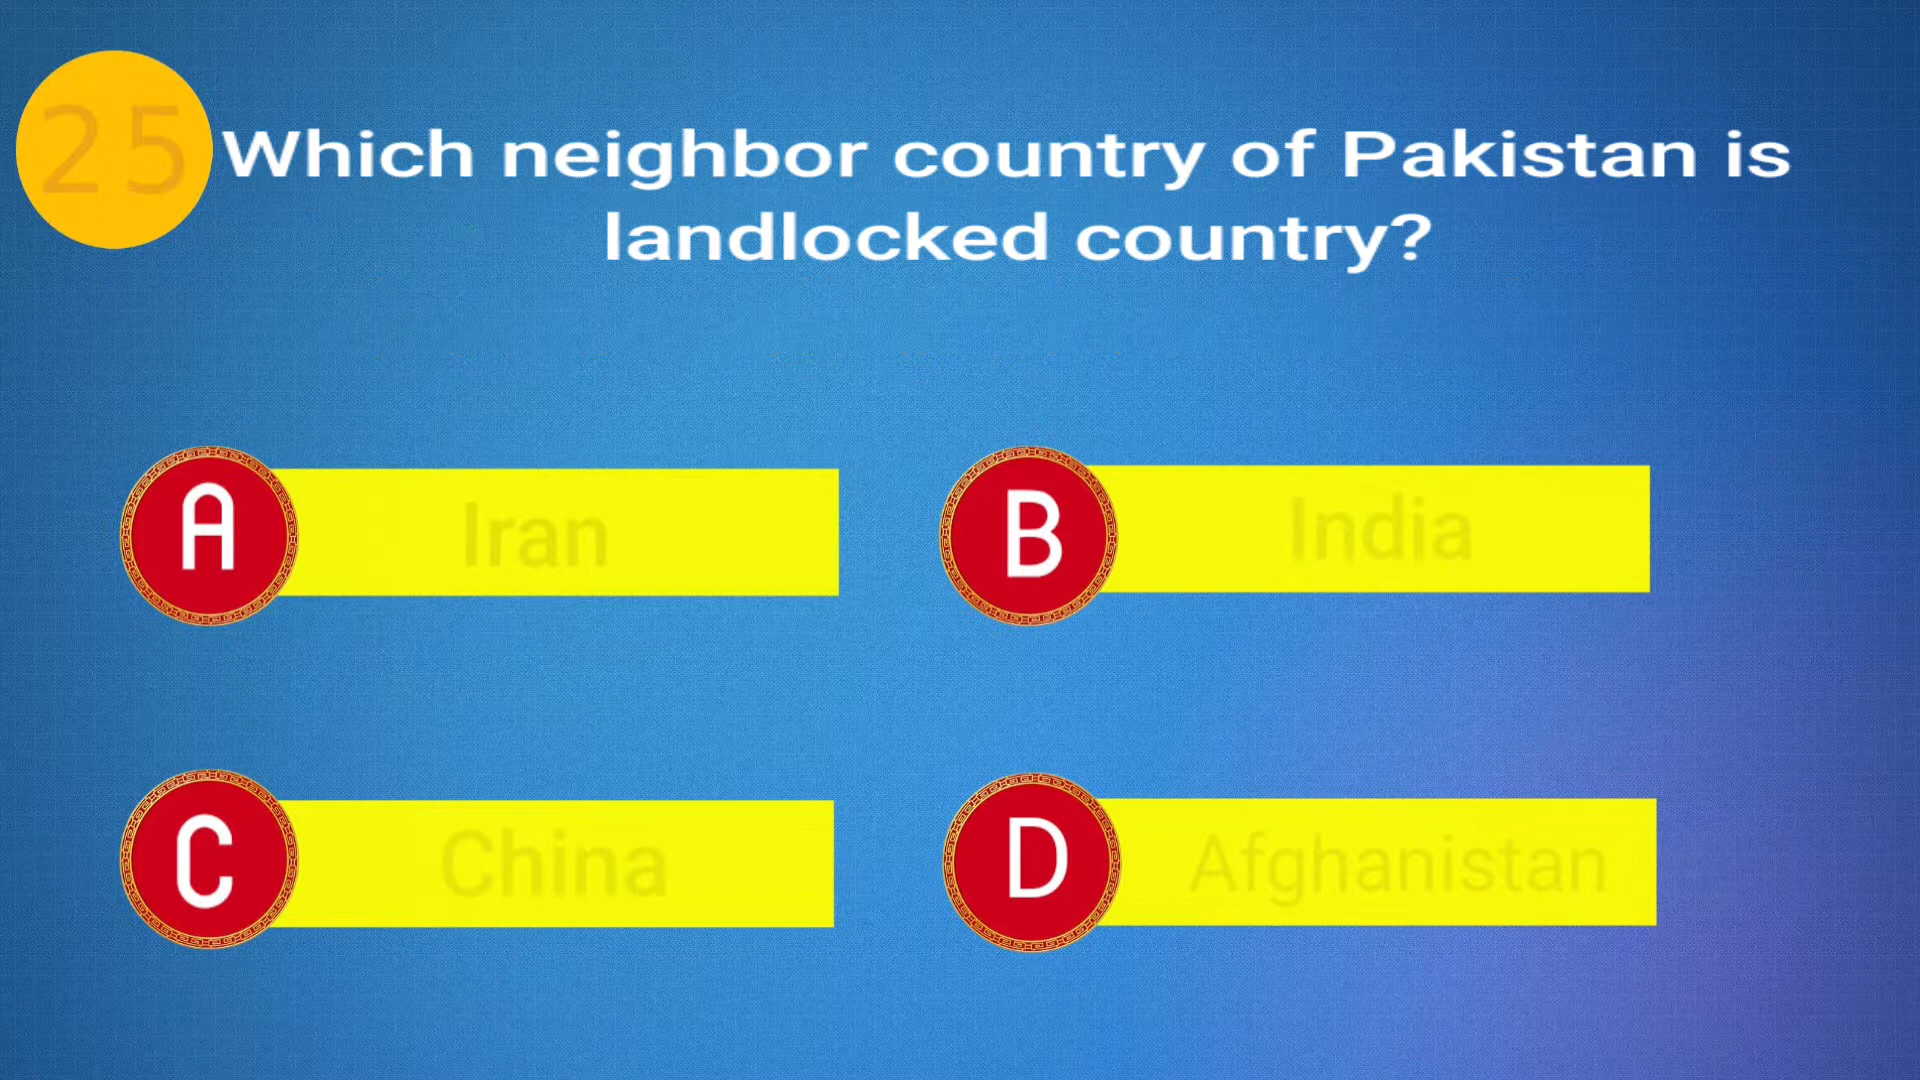 25
Which neighbor country of Pakistan is
landlocked country?
A Iran
B India
C China
D Afghanistan